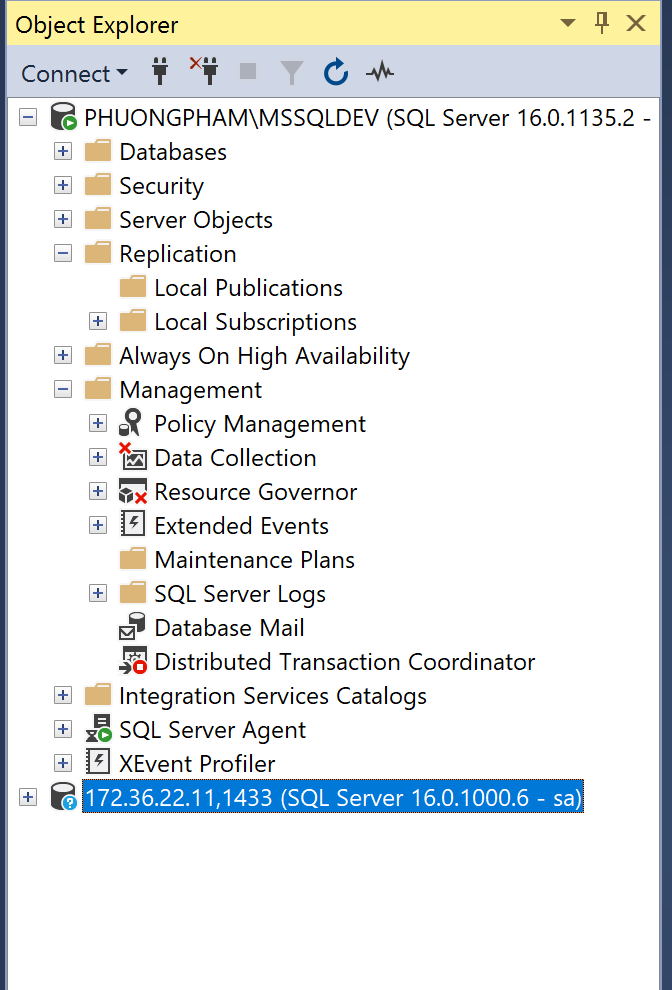 Object Explorer
Connect
PHUONGPHAM\MSSQLDEV (SQL Server 16.0.1135.2 -
Databases
Security
Server Objects
Replication
Local Publications
Local Subscriptions
Always On High Availability
Management
Policy Management
Data Collection
Resource Governor
Extended Events
Maintenance Plans
SQL Server Logs
Database Mail
Distributed Transaction Coordinator
Integration Services Catalogs
SQL Server Agent
XEvent Profiler
172.36.22.11,1433 (SQL Server 16.0.1000.6 - sa)